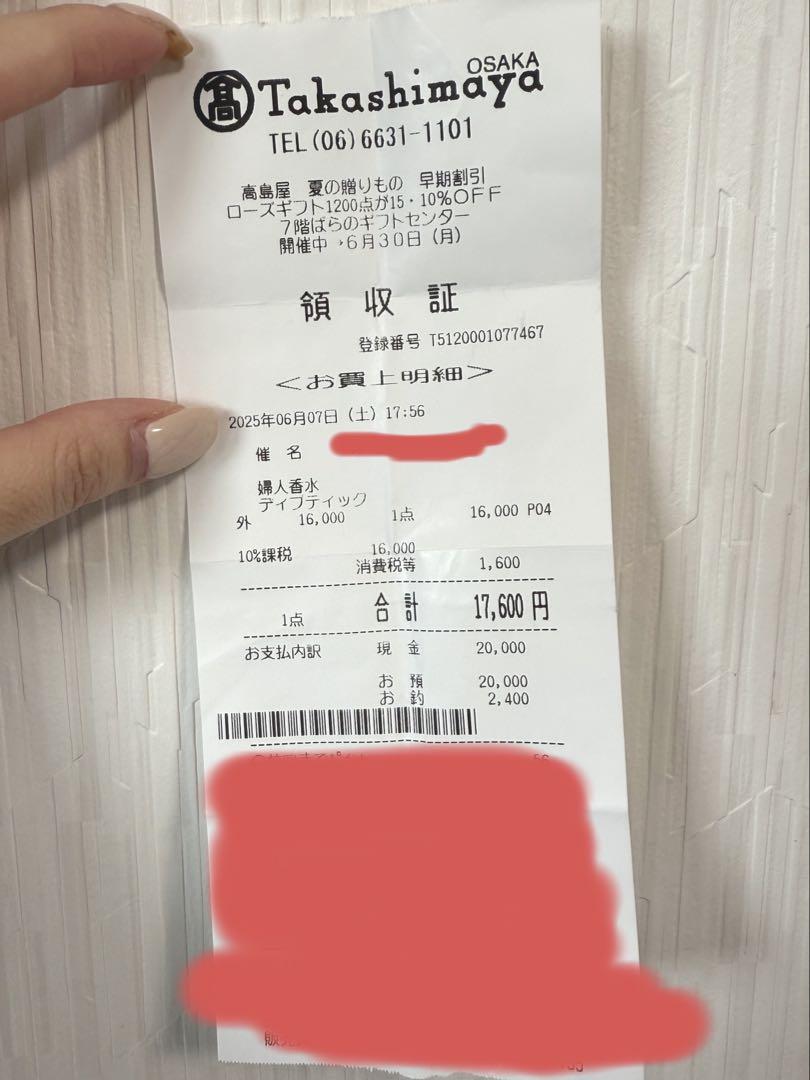 高 Takashimaya OSAKA
TEL(06)6631-1101
高島屋 夏の贈りもの 早期割引
ローズギフト1200点が15・10%OFF
7階ばらのギフトセンター
開催中→6月30日(月)
領収証
登録番号 T5120001077467
<お買上明細>
2025年06月07日(土)17:56
催 名
婦人香水
ディプティック
外 16,000 1点 16,000 P04
10%課税 16,000
消費税等 1,600
1点 合計 17,600円
お支払内訳 現金 20,000
お預 20,000
お釣 2,400